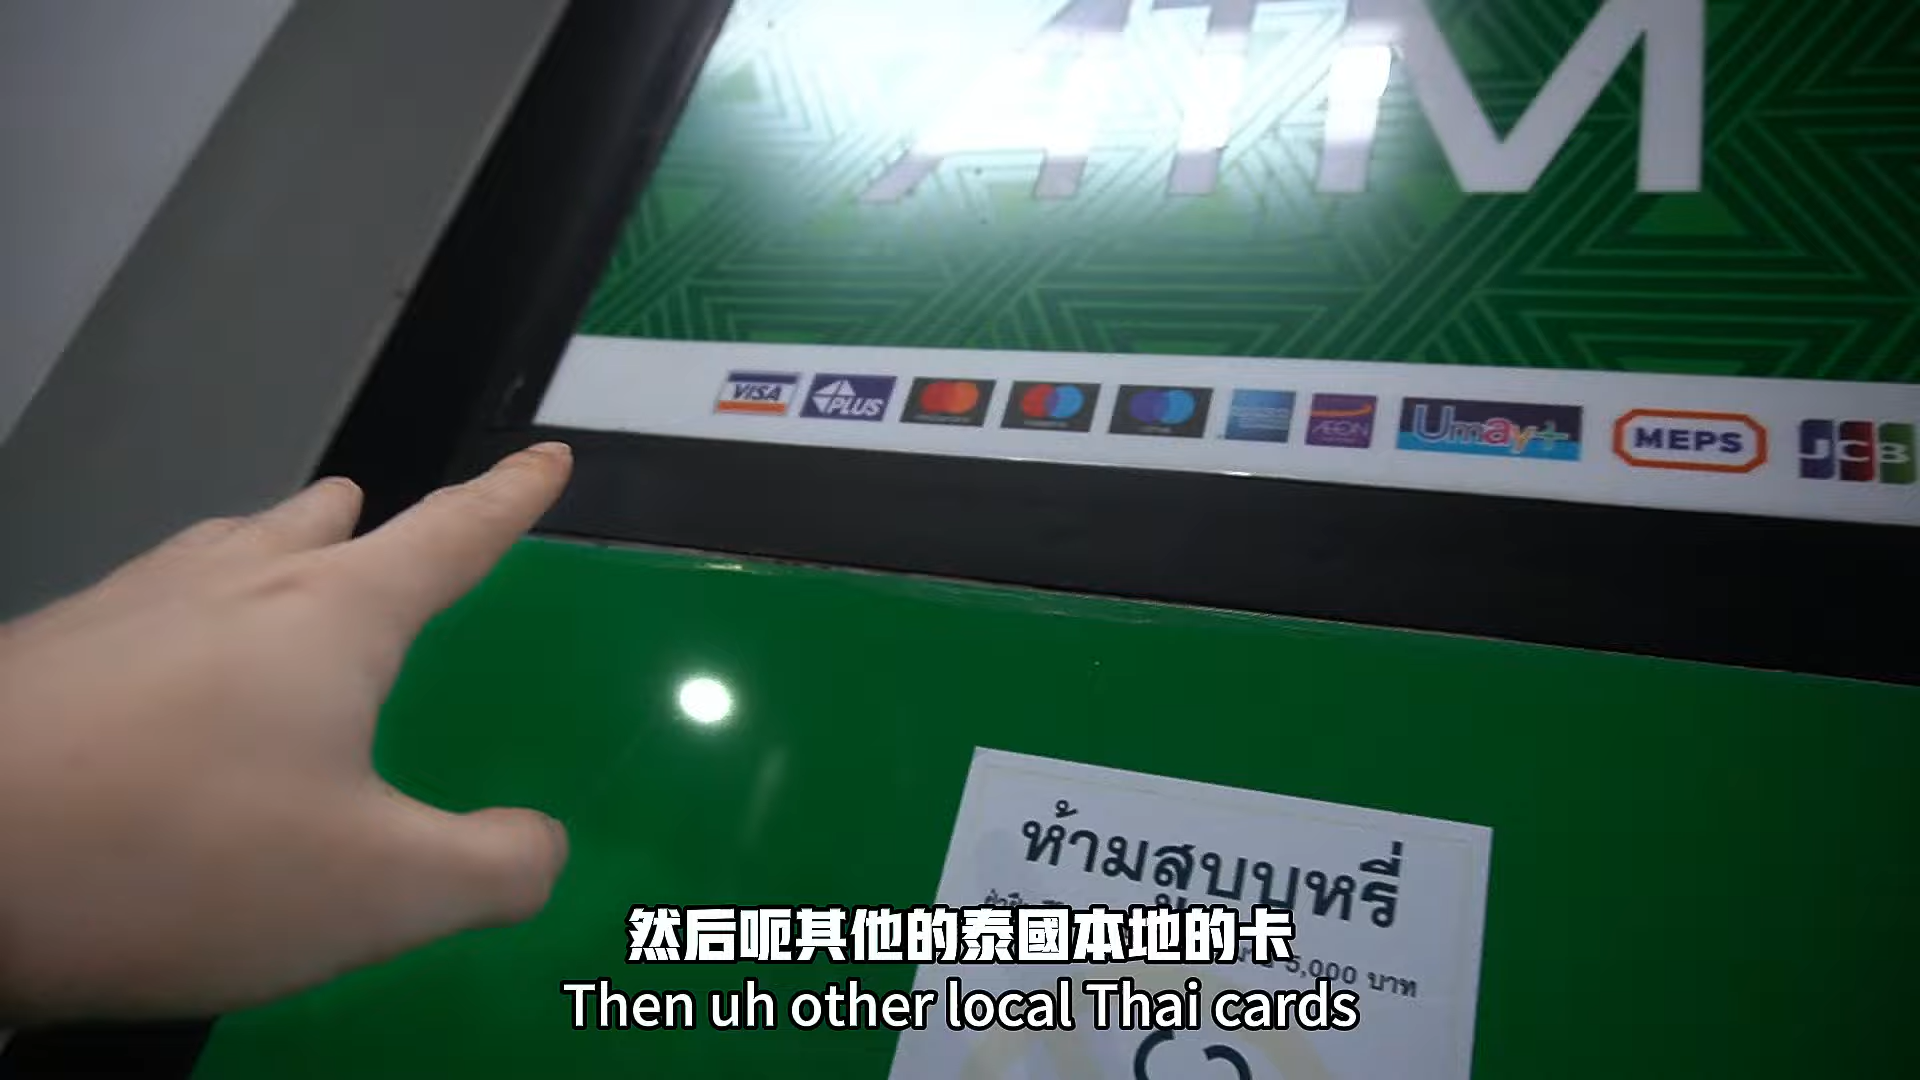 ATM
VISA PLUS AEON Umay+ MEPS JCB
ห้ามสูบบุหรี่
5,000 บาท
然后呃其他的泰國本地的卡
Then uh other local Thai cards